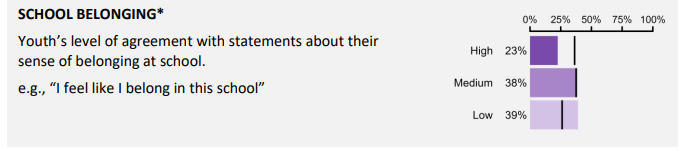 SCHOOL BELONGING*
Youth's level of agreement with statements about their
sense of belonging at school.
e.g., "I feel like I belong in this school"
0% 25% 50% 75% 100%
High 23%
Medium 38%
Low 39%